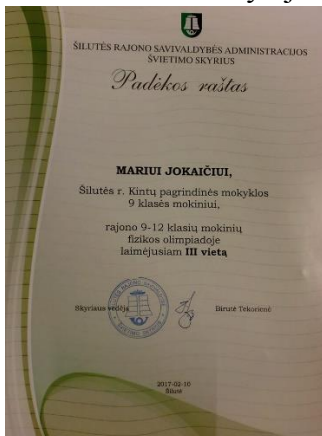 ŠILUTĖS RAJONO SAVIVALDYBĖS ADMINISTRACIJOS
ŠVIETIMO SKYRIUS
Padėkos raštas
MARIUI JOKAIČIUI,
Šilutės r. Kintų pagrindinės mokyklos
9 klasės mokiniui,
rajono 9-12 klasių mokinių
fizikos olimpiadoje
laimėjusiam III vietą
Skyriaus vedėja Birutė Tekorienė
2017-02-10
Šilutė